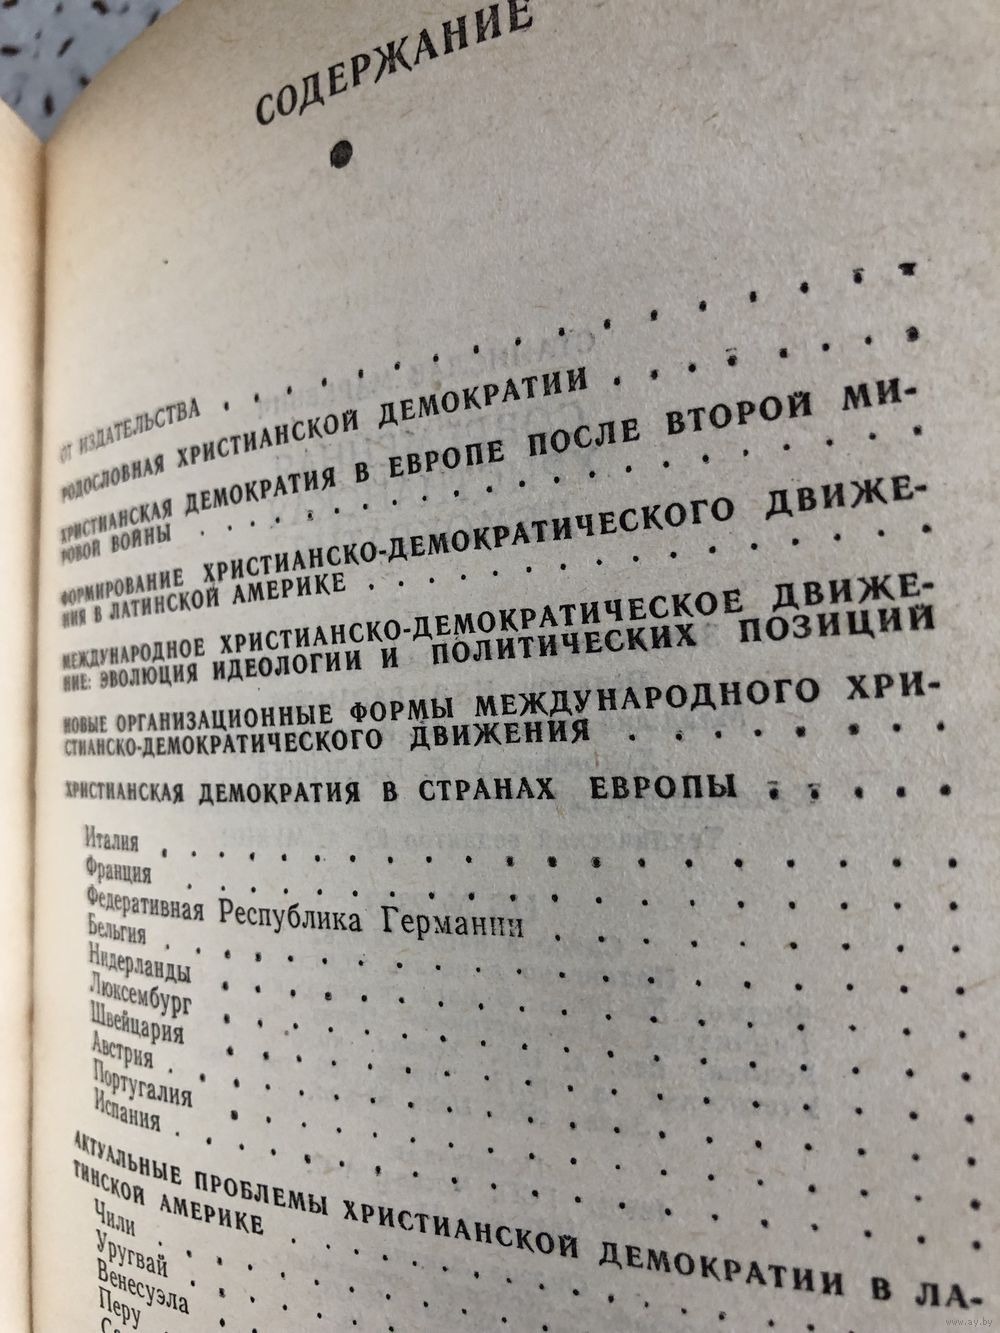 СОДЕРЖАНИЕ
ОТ ИЗДАТЕЛЬСТВА
РОДОСЛОВНАЯ ХРИСТИАНСКОЙ ДЕМОКРАТИИ
ХРИСТИАНСКАЯ ДЕМОКРАТИЯ В ЕВРОПЕ ПОСЛЕ ВТОРОЙ МИ-
РОВОЙ ВОЙНЫ
ФОРМИРОВАНИЕ ХРИСТИАНСКО-ДЕМОКРАТИЧЕСКОГО ДВИЖЕ-
НИЯ В ЛАТИНСКОЙ АМЕРИКЕ
МЕЖДУНАРОДНОЕ ХРИСТИАНСКО-ДЕМОКРАТИЧЕСКОЕ ДВИЖЕ-
НИЕ: ЭВОЛЮЦИЯ ИДЕОЛОГИИ И ПОЛИТИЧЕСКИХ ПОЗИЦИЙ
НОВЫЕ ОРГАНИЗАЦИОННЫЕ ФОРМЫ МЕЖДУНАРОДНОГО ХРИ-
СТИАНСКО-ДЕМОКРАТИЧЕСКОГО ДВИЖЕНИЯ
ХРИСТИАНСКАЯ ДЕМОКРАТИЯ В СТРАНАХ ЕВРОПЫ
Италия
Франция
Федеративная Республика Германии
Бельгия
Нидерланды
Люксембург
Швейцария
Австрия
Португалия
Испания
АКТУАЛЬНЫЕ ПРОБЛЕМЫ ХРИСТИАНСКОЙ ДЕМОКРАТИИ В ЛА-
ТИНСКОЙ АМЕРИКЕ
Чили
Уругвай
Венесуэла
Перу
www.ay.by